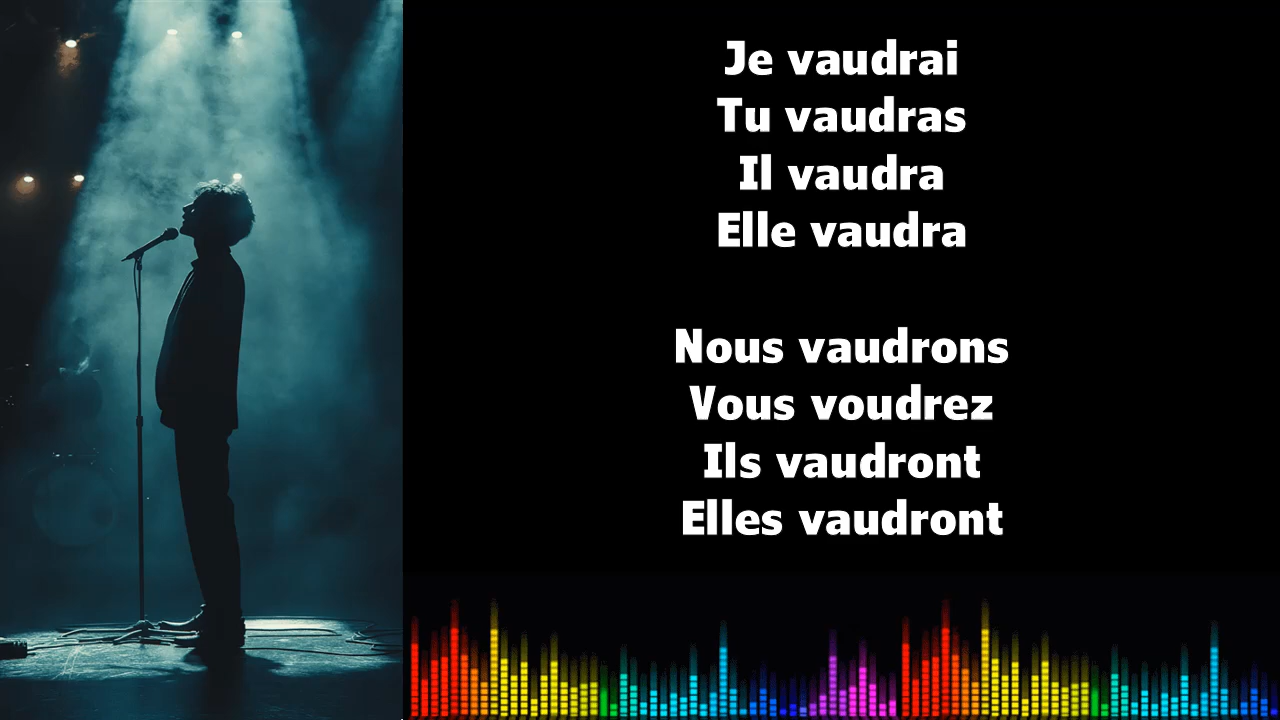 Je vaudrai
Tu vaudras
Il vaudra
Elle vaudra
Nous vaudrons
Vous voudrez
Ils vaudront
Elles vaudront